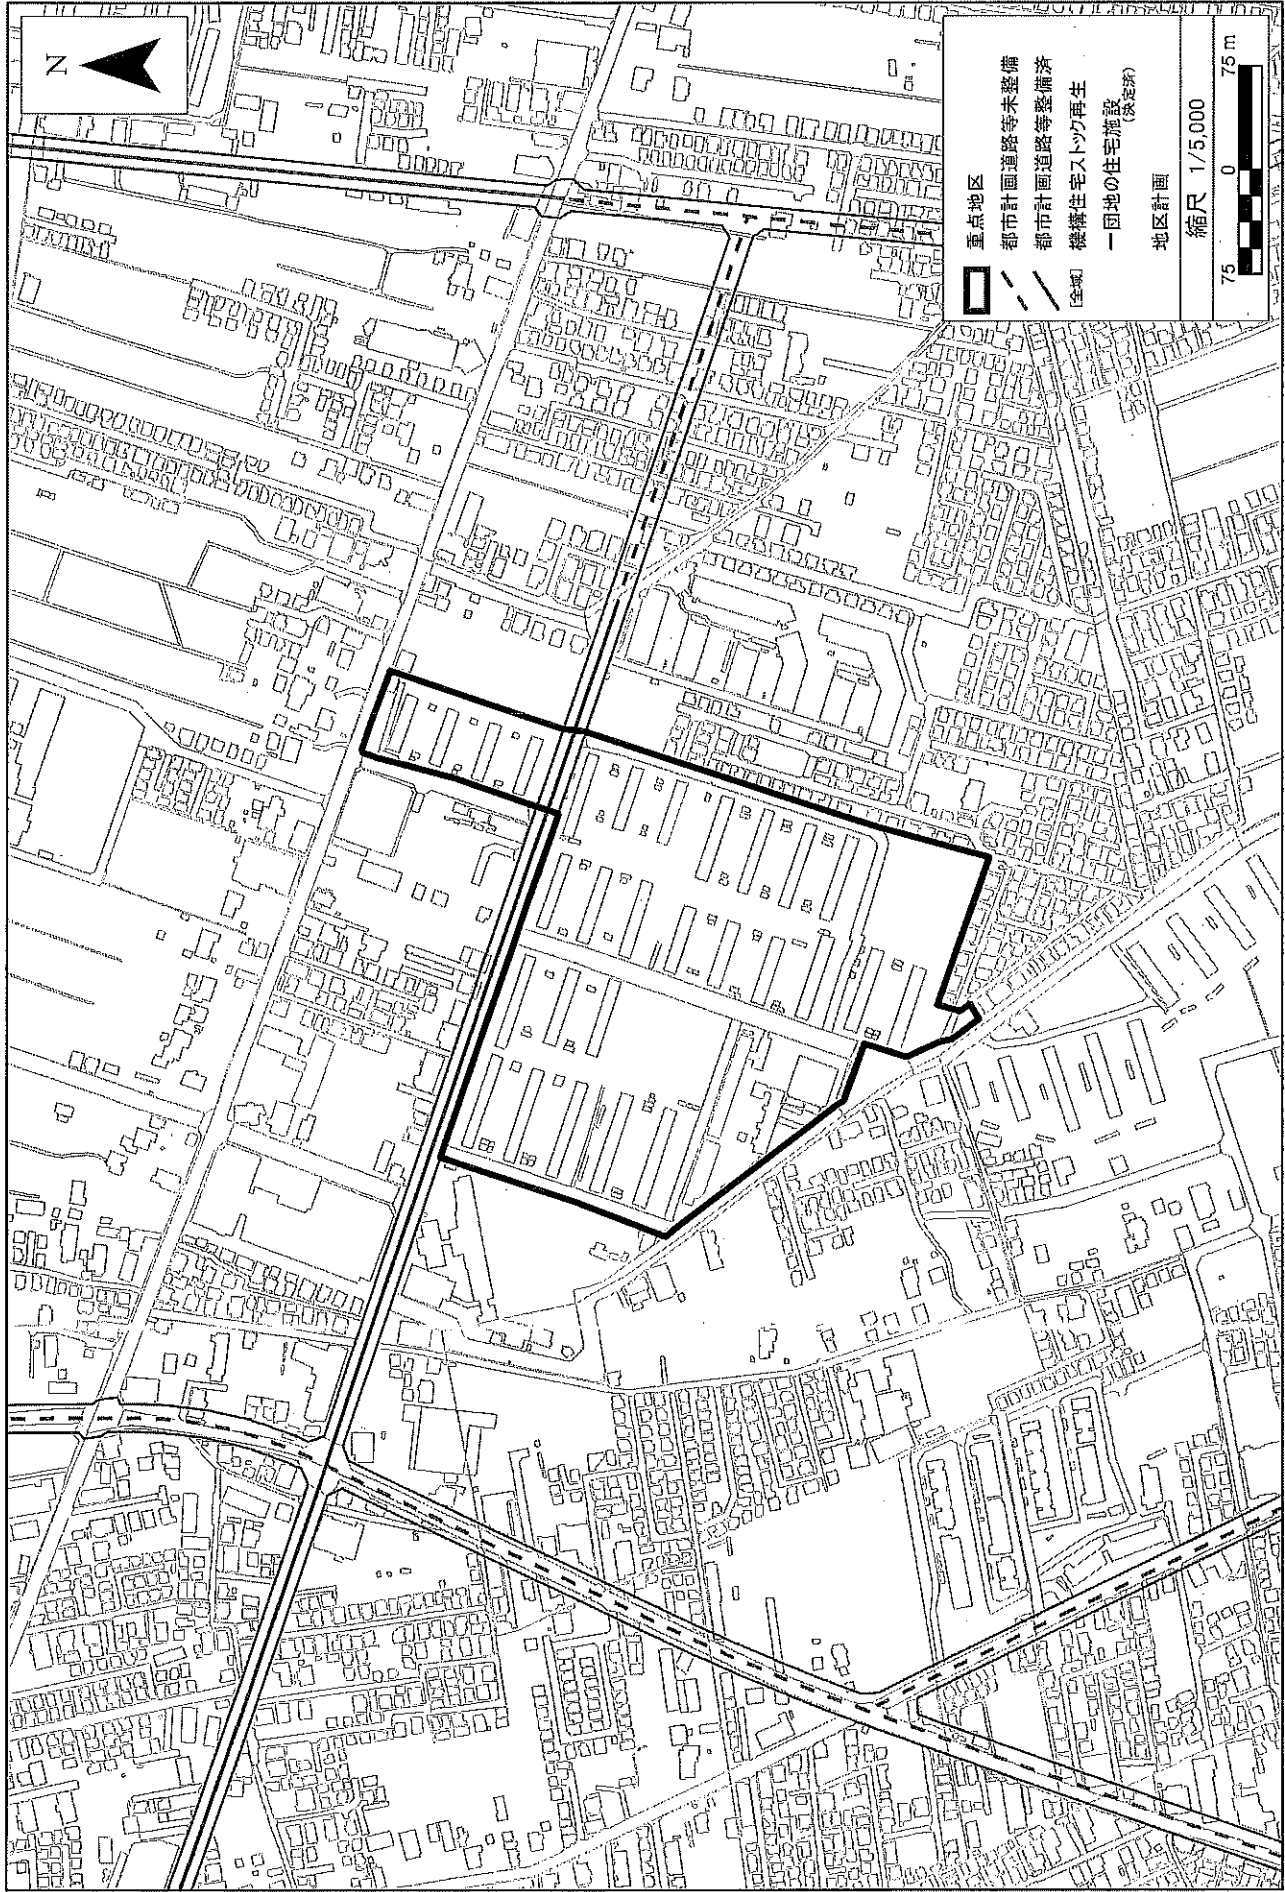 N
重点地区
都市計画道路等未整備
都市計画道路等整備済
[全域] 機構住宅ストック再生
一団地の住宅施設
(決定済)
地区計画
縮尺 1/5,000
75 0 75 m